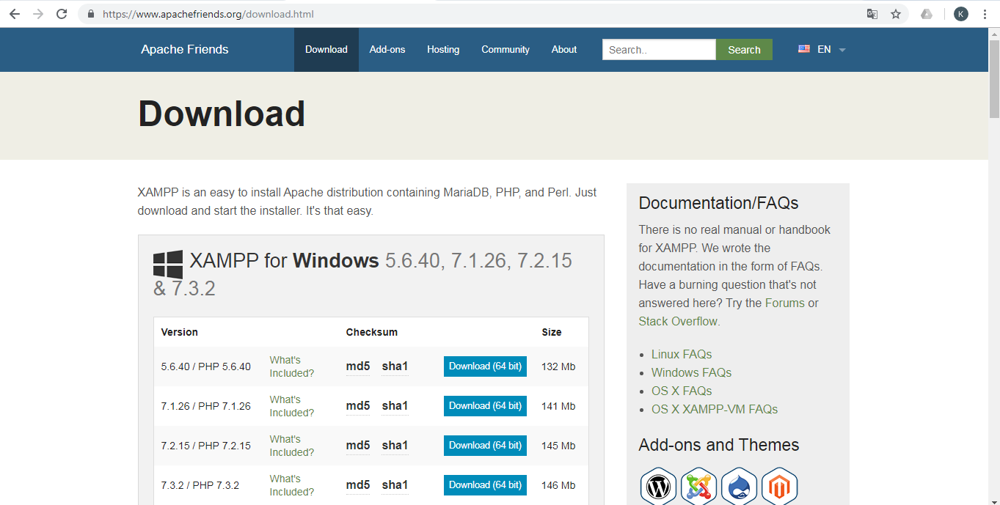 https://www.apachefriends.org/download.html
K
Apache Friends
Download
Add-ons
Hosting
Community
About
Search..
Search
EN
Download
XAMPP is an easy to install Apache distribution containing MariaDB, PHP, and Perl. Just
download and start the installer. It's that easy.
XAMPP for Windows 5.6.40, 7.1.26, 7.2.15
& 7.3.2
Version Checksum Size
5.6.40 / PHP 5.6.40 What's Included? md5 sha1 Download (64 bit) 132 Mb
7.1.26 / PHP 7.1.26 What's Included? md5 sha1 Download (64 bit) 141 Mb
7.2.15 / PHP 7.2.15 What's Included? md5 sha1 Download (64 bit) 145 Mb
7.3.2 / PHP 7.3.2 What's Included? md5 sha1 Download (64 bit) 146 Mb
Documentation/FAQs
There is no real manual or handbook
for XAMPP. We wrote the
documentation in the form of FAQs.
Have a burning question that's not
answered here? Try the Forums or
Stack Overflow.
Linux FAQs
Windows FAQs
OS X FAQs
OS X XAMPP-VM FAQs
Add-ons and Themes